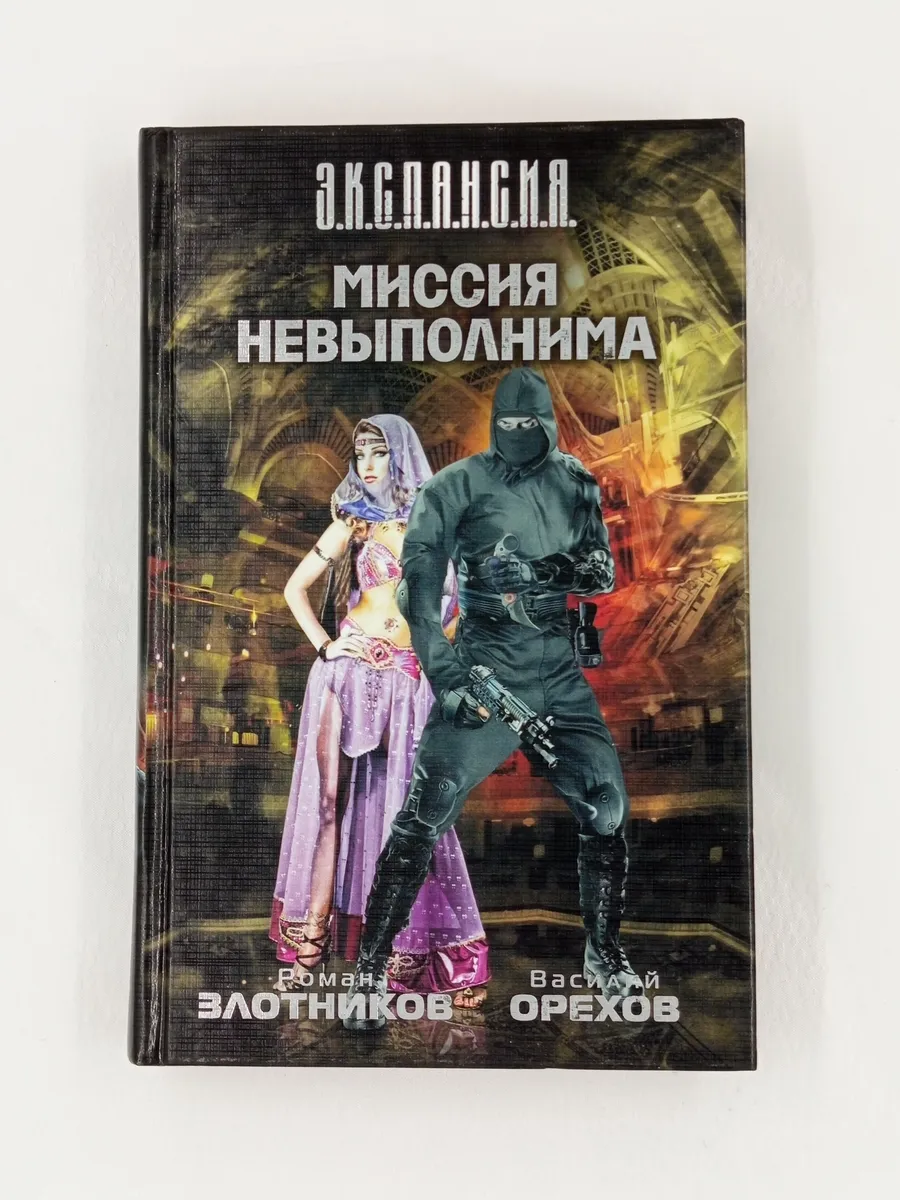 Э.К.С.П.А.Н.С.И.Я.
МИССИЯ
НЕВЫПОЛНИМА
Роман Василий
ЗЛОТНИКОВ ОРЕХОВ